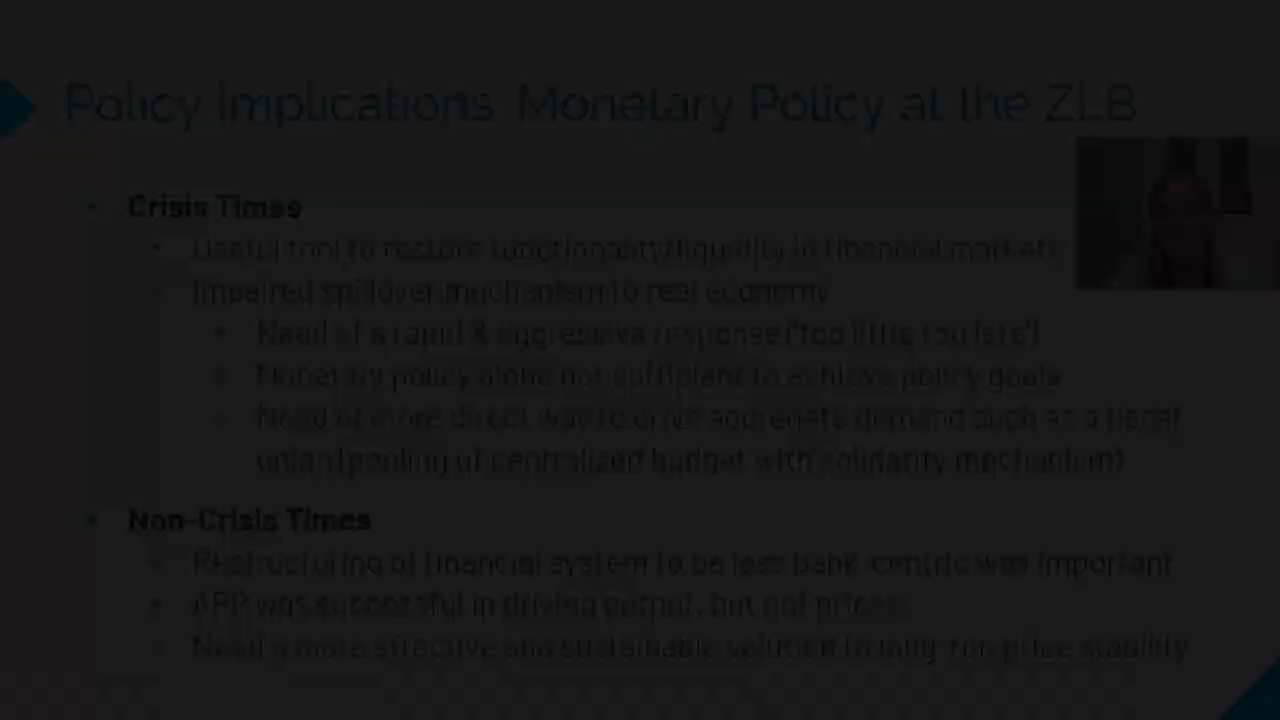 Policy Implications Monetary Policy at the ZLB
Crisis Times
Useful tool to restore functionality/liquidity in financial markets
Impaired spillover mechanism to real economy
Need of a rapid & aggressive response ('too little too late')
Monetary policy alone not sufficient to achieve policy goals
Need of more direct way to drive aggregate demand such as a fiscal
union (pooling of centralized budget with solidarity mechanism)
Non-Crisis Times
Restructuring of financial system to be less bank-centric was important
APP was successful in driving output, but not prices
Need a more effective and sustainable solution to long-run price stability